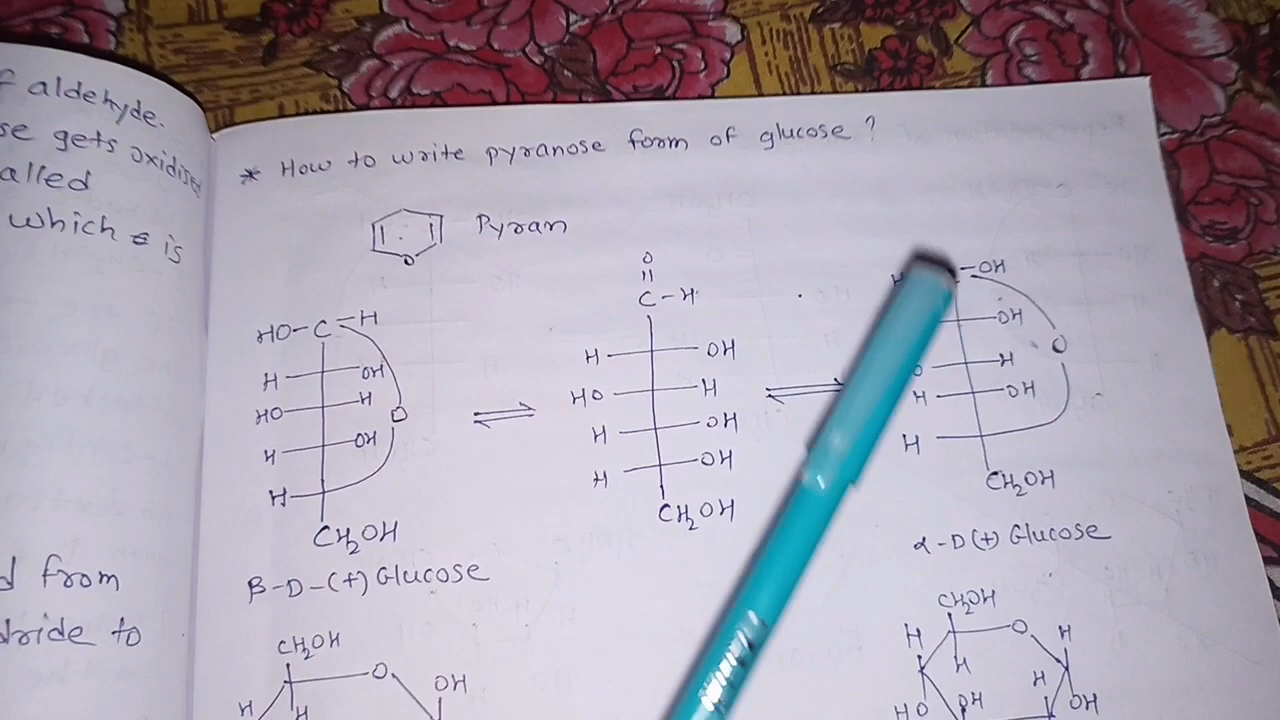 f aldehyde.
se gets oxidise
alled
which is
d from
dride to
* How to write pyranose form of glucose ?
Pyran
O
HO-C-H
H OH
HO H
O
H OH
H
CH2OH
β-D-(+) Glucose
O
C-H
H OH
HO H
H OH
H OH
CH2OH
H -OH
OH
O
H
H OH
H
CH2OH
α-D(+) Glucose
CH2OH
O
OH
H H
CH2OH
O
H H
H
H
HO OH OH